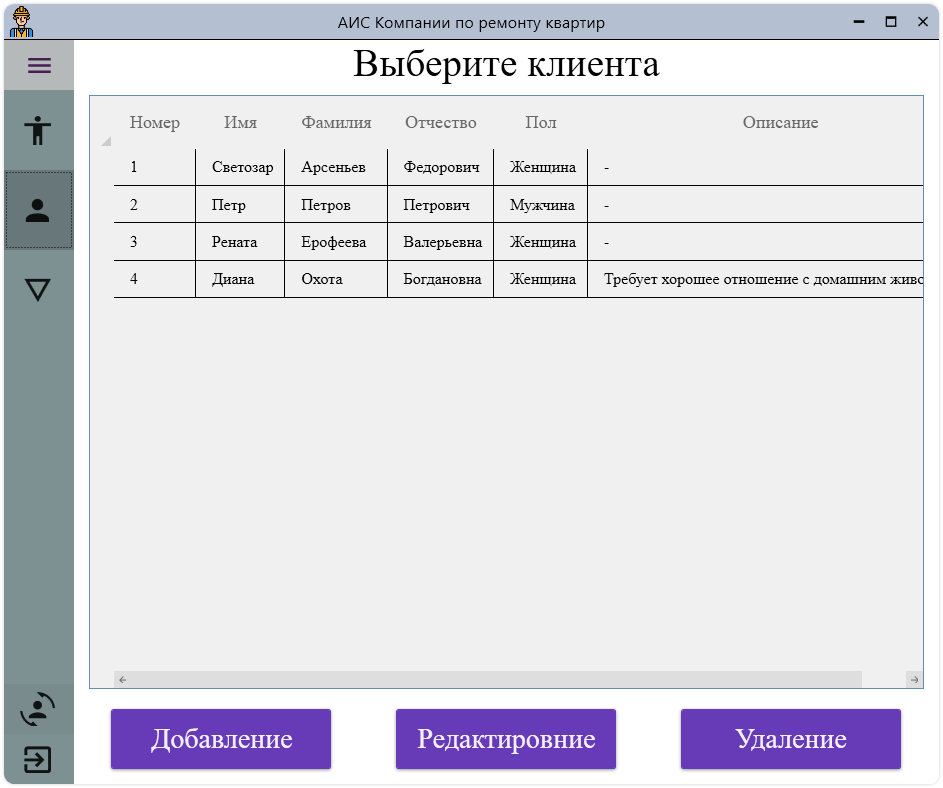 АИС Компании по ремонту квартир
Выберите клиента
Номер Имя Фамилия Отчество Пол Описание
1 Светозар Арсеньев Федорович Женщина -
2 Петр Петров Петрович Мужчина -
3 Рената Ерофеева Валерьевна Женщина -
4 Диана Охота Богдановна Женщина Требует хорошее отношение с домашним живо
Добавление Редактировние Удаление